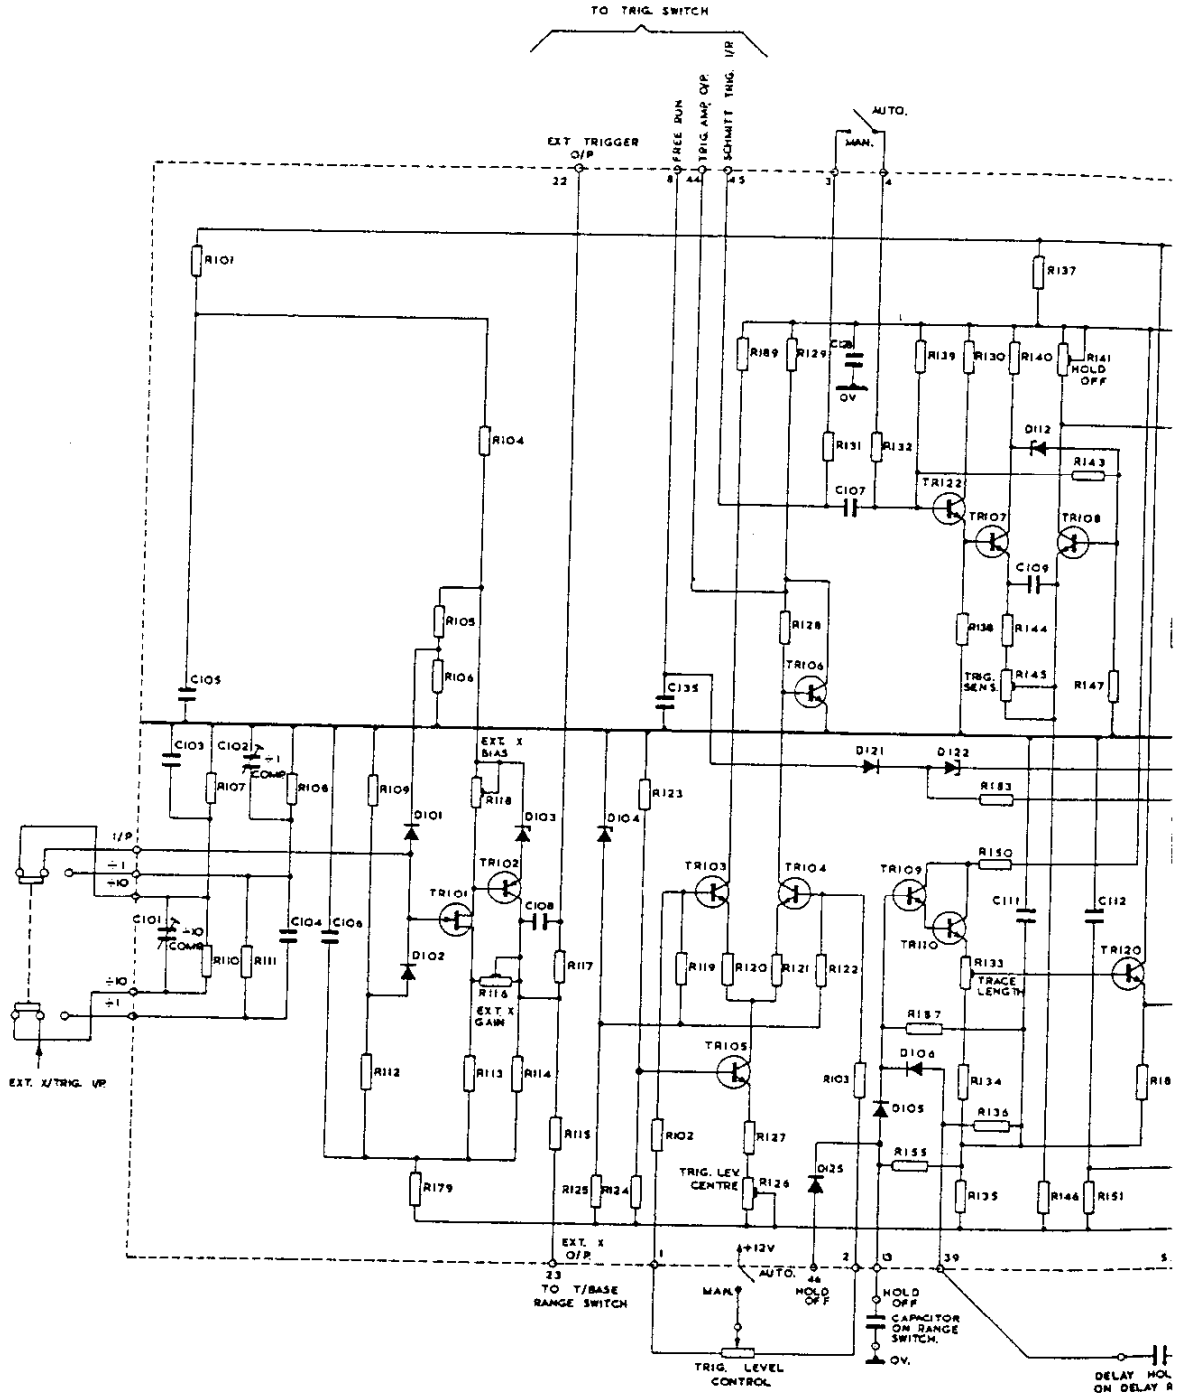 TO TRIG. SWITCH
FREE RUN
TRIG. AMP. O/P.
SCHMITT TRIG. I/P.
AUTO.
MAN.
EXT TRIGGER
O/P
22
8
44
45
3
4
R101
R137
R189
R129
C128
OV
R139
R130
R140
R141
HOLD
OFF
R104
R131
R132
D112
R143
C107
TR122
TR107
TR108
C109
R105
R128
R138
R144
R106
TR106
C105
C135
TRIG.
SENS.
R145
R147
C103
C102
÷1
COMP.
EXT. X
BIAS
D121
D122
R107
R108
R109
R118
R123
R183
D101
D103
D104
I/P.
÷1
÷10
TR102
TR103
TR104
TR109
R150
TR101
C108
C101
÷10
COMP.
C104
C106
C111
C112
TR110
R110
R111
D102
R117
R119
R120
R121
R122
R133
TRACE
LENGTH
TR120
÷10
÷1
R116
EXT. X
GAIN
R187
TR105
D106
EXT. X/TRIG. I/P.
R112
R113
R114
R103
R134
R18
D105
R136
R115
R102
R127
R155
R179
R125
R124
TRIG. LEV.
CENTRE
R126
D125
R135
R146
R151
EXT. X
O/P.
1
+12V
2
13
39
S.
23
TO T/BASE
RANGE SWITCH
AUTO.
MAN.
46
HOLD
OFF
HOLD
OFF
CAPACITOR
ON RANGE
SWITCH.
OV.
TRIG. LEVEL
CONTROL
DELAY HOL
ON DELAY R